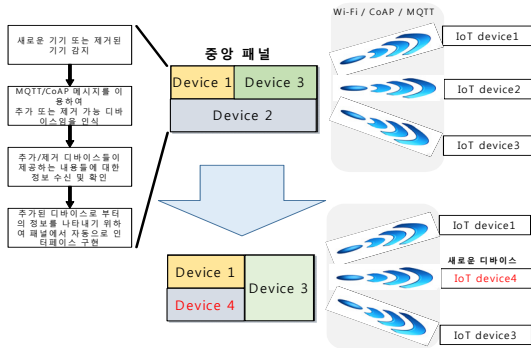 새로운 기기 또는 제거된
기기 감지
MQTT/CoAP 메시지를 이
용하여
추가 또는 제거 가능 디바
이스임을 인식
추가/제거 디바이스들이
제공하는 내용들에 대한
정보 수신 및 확인
추가된 디바이스로 부터
의 정보를 나타내기 위하
여 패널에서 자동으로 인
터페이스 구현
중앙 패널
Device 1
Device 3
Device 2
Wi-Fi / CoAP / MQTT
IoT device1
IoT device2
IoT device3
Device 1
Device 4
Device 3
IoT device1
새로운 디바이스
IoT device4
IoT device3